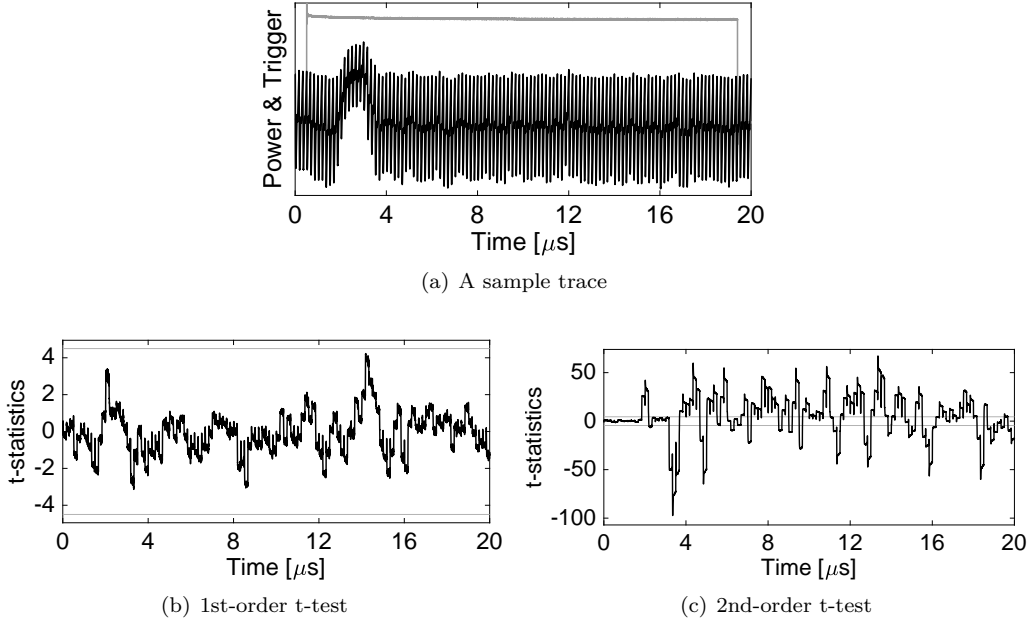 Power & Trigger
0 4 8 12 16 20
Time [μs]
(a) A sample trace
t-statistics
4
2
0
-2
-4
0 4 8 12 16 20
Time [μs]
(b) 1st-order t-test
t-statistics
50
0
-50
-100
0 4 8 12 16 20
Time [μs]
(c) 2nd-order t-test